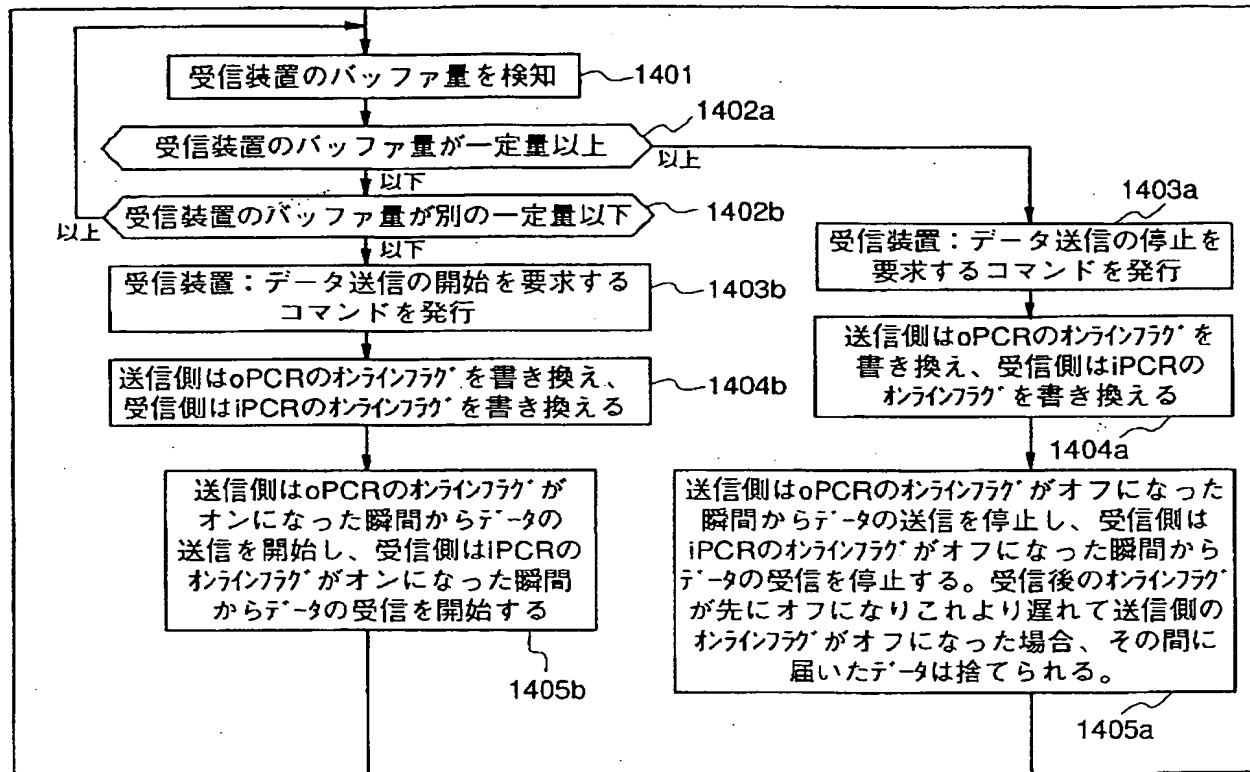 受信装置のバッファ量を検知
1401
1402a
受信装置のバッファ量が一定量以上
以上
以下
受信装置のバッファ量が別の一定量以下
1402b
以上
以下
受信装置：データ送信の開始を要求する
コマンドを発行
1403b
送信側はoPCRのオンラインフラグを書き換え、
受信側はiPCRのオンラインフラグを書き換える
1404b
送信側はoPCRのオンラインフラグが
オンになった瞬間からデータの
送信を開始し、受信側はiPCRの
オンラインフラグがオンになった瞬間
からデータの受信を開始する
1405b
1403a
受信装置：データ送信の停止を
要求するコマンドを発行
送信側はoPCRのオンラインフラグを
書き換え、受信側はiPCRの
オンラインフラグを書き換える
1404a
送信側はoPCRのオンラインフラグがオフになった
瞬間からデータの送信を停止し、受信側は
iPCRのオンラインフラグがオフになった瞬間から
データの受信を停止する。受信後のオンラインフラグ
が先にオフになりこれより遅れて送信側の
オンラインフラグがオフになった場合、その間に
届いたデータは捨てられる。
1405a